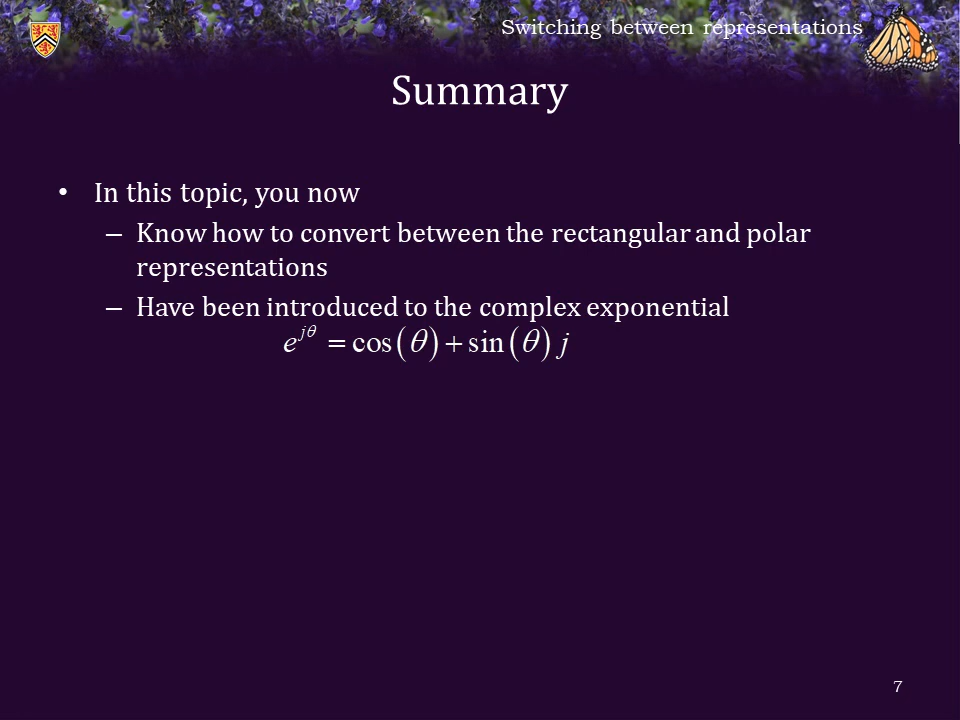 Switching between representations
Summary
• In this topic, you now
– Know how to convert between the rectangular and polar
representations
– Have been introduced to the complex exponential
e^{jθ} = cos(θ) + sin(θ) j
7